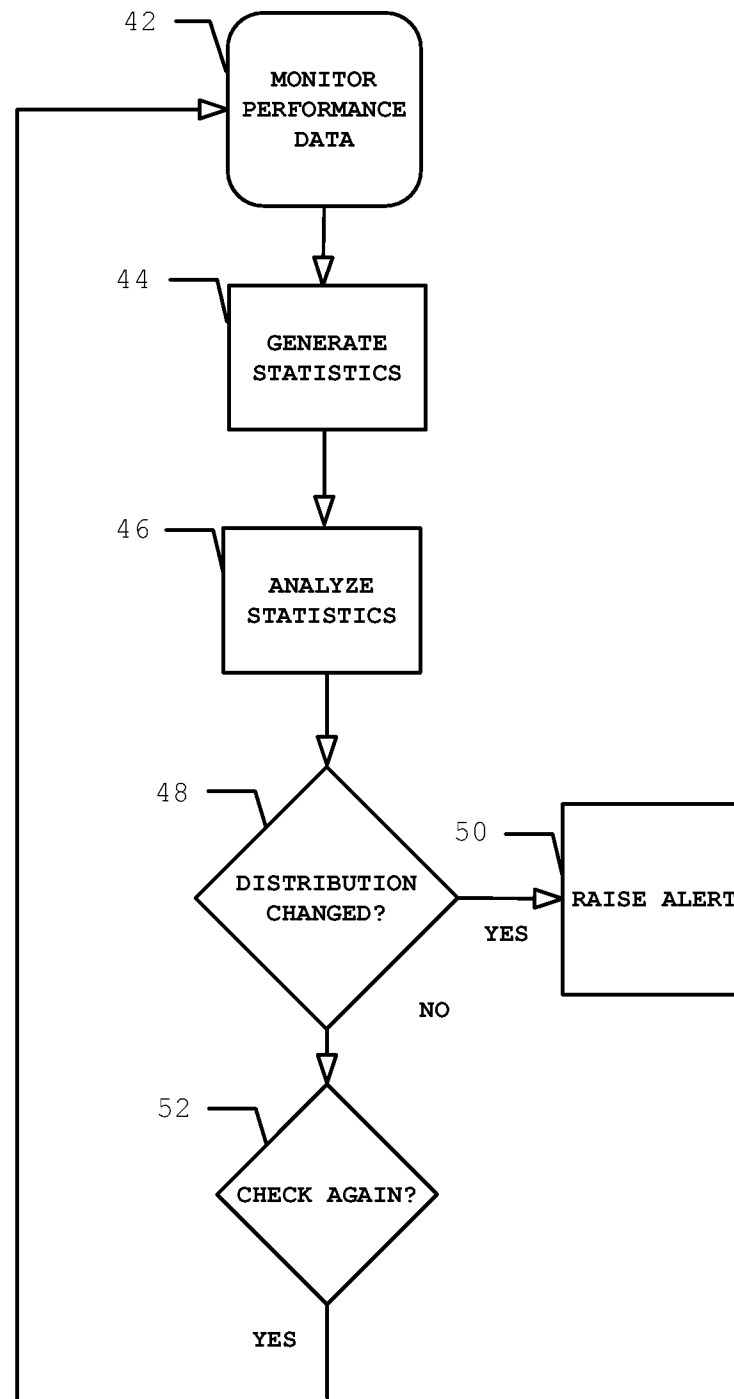 42
MONITOR
PERFORMANCE
DATA
44
GENERATE
STATISTICS
46
ANALYZE
STATISTICS
48
DISTRIBUTION
CHANGED?
YES
50
RAISE ALERT
NO
52
CHECK AGAIN?
YES